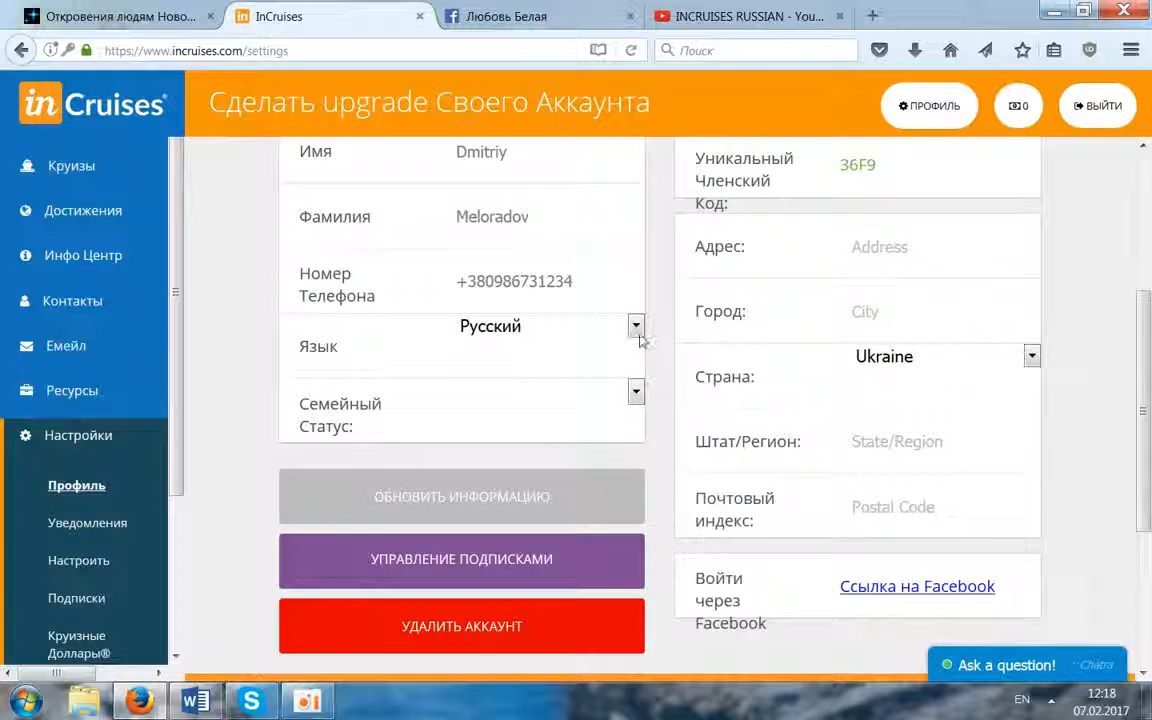 Откровения людям Ново...
InCruises
Любовь Белая
INCRUISES RUSSIAN - You...
https://www.incruises.com/settings
Поиск
inCruises®
Сделать upgrade Своего Аккаунта
ПРОФИЛЬ
0
ВЫЙТИ
Круизы
Достижения
Инфо Центр
Контакты
Емейл
Ресурсы
Настройки
Профиль
Уведомления
Настроить
Подписки
Круизные
Доллары®
Имя
Dmitriy
Фамилия
Meloradov
Номер
Телефона
+380986731234
Язык
Русский
Семейный
Статус:
ОБНОВИТЬ ИНФОРМАЦИЮ
УПРАВЛЕНИЕ ПОДПИСКАМИ
УДАЛИТЬ АККАУНТ
Уникальный
Членский
Код:
36F9
Адрес:
Address
Город:
City
Страна:
Ukraine
Штат/Регион:
State/Region
Почтовый
индекс:
Postal Code
Войти
через
Facebook
Ссылка на Facebook
Ask a question!
Chatra
EN
12:18
07.02.2017